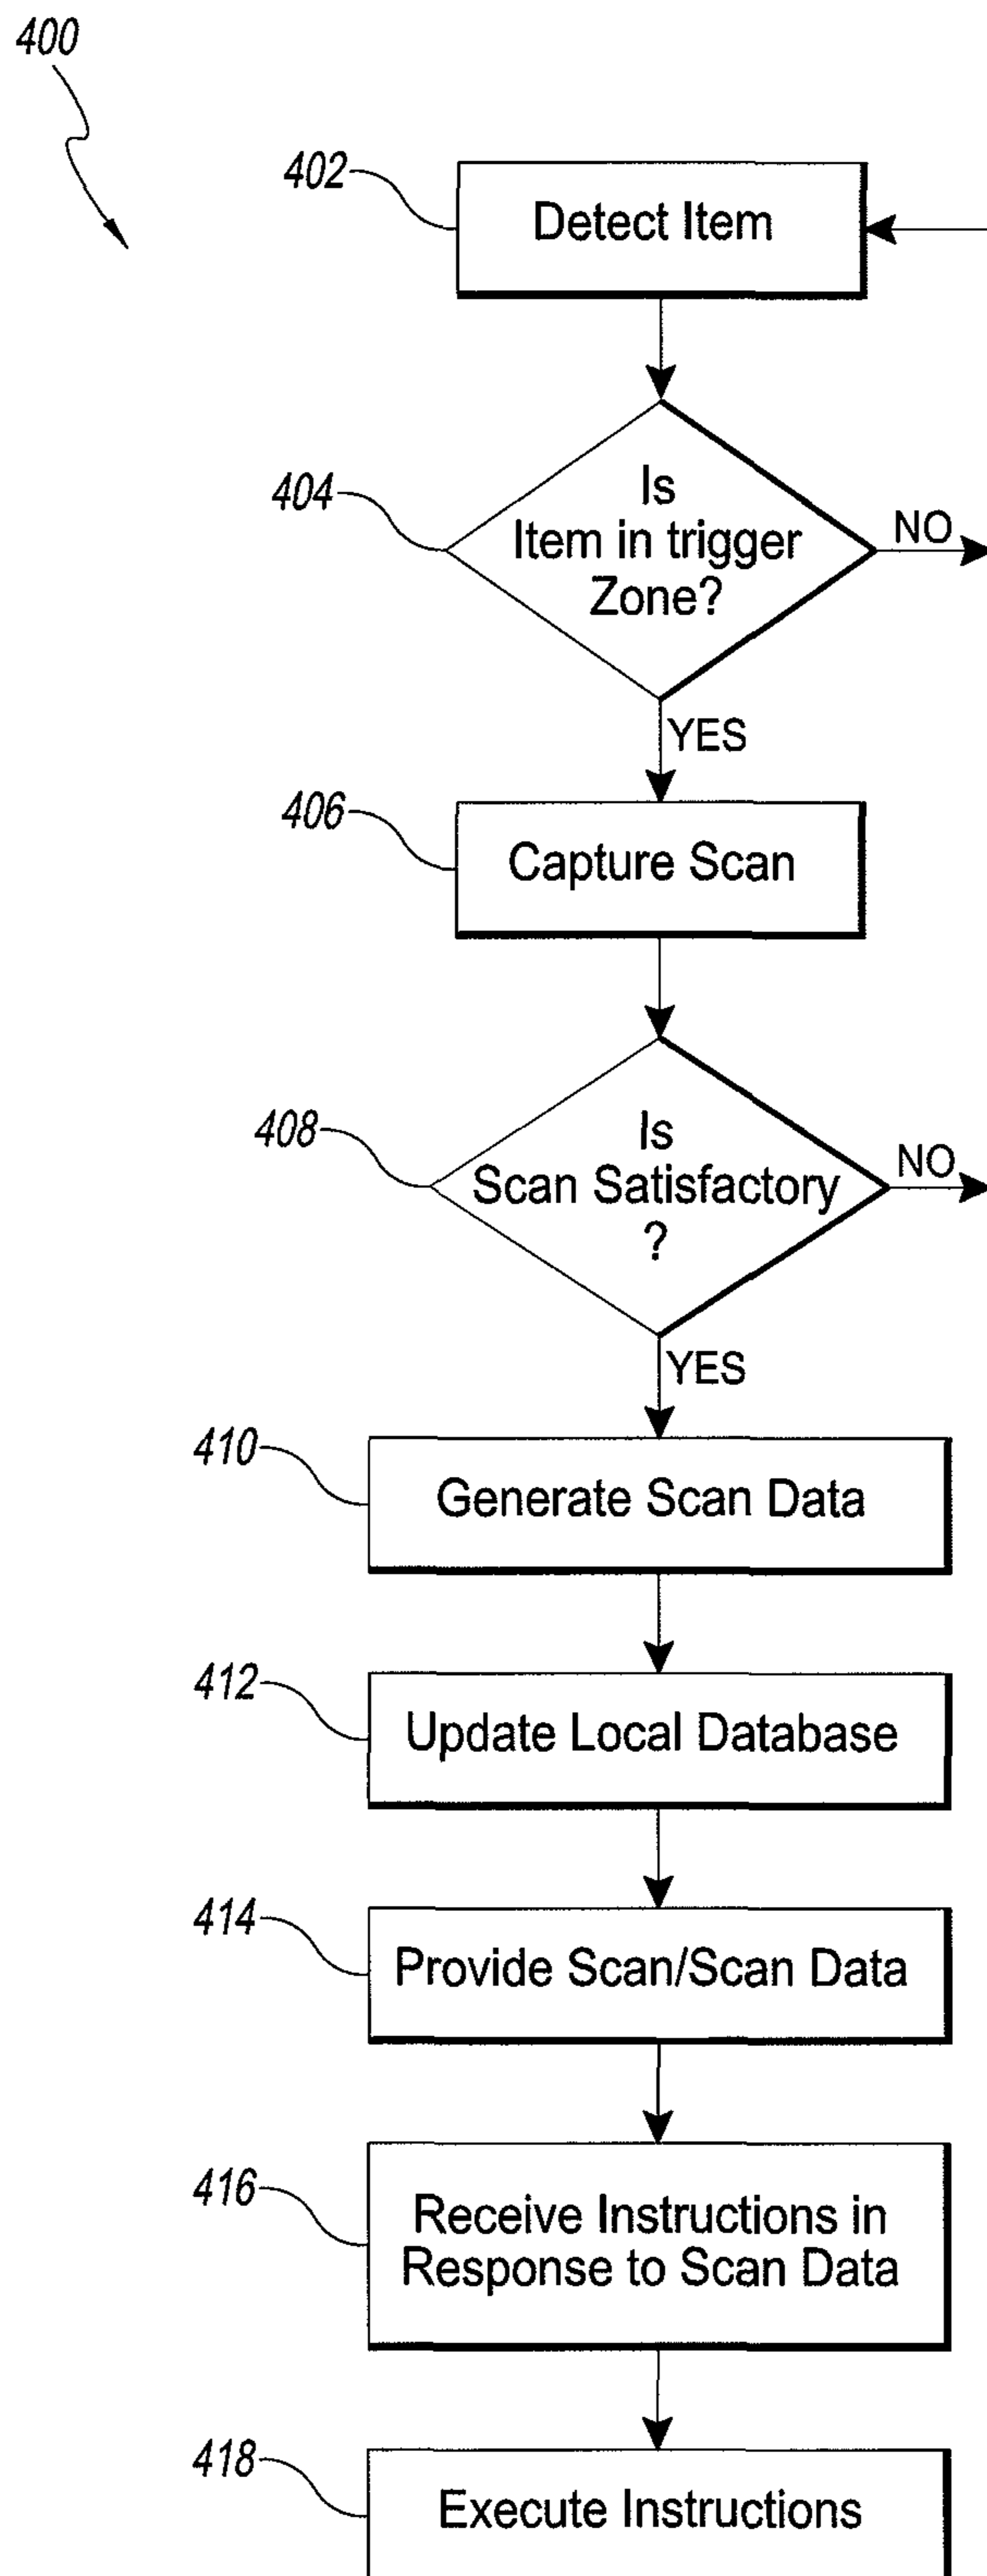 400
402
Detect Item
404
Is
Item in trigger
Zone?
NO
YES
406
Capture Scan
408
Is
Scan Satisfactory
?
NO
YES
410
Generate Scan Data
412
Update Local Database
414
Provide Scan/Scan Data
416
Receive Instructions in
Response to Scan Data
418
Execute Instructions